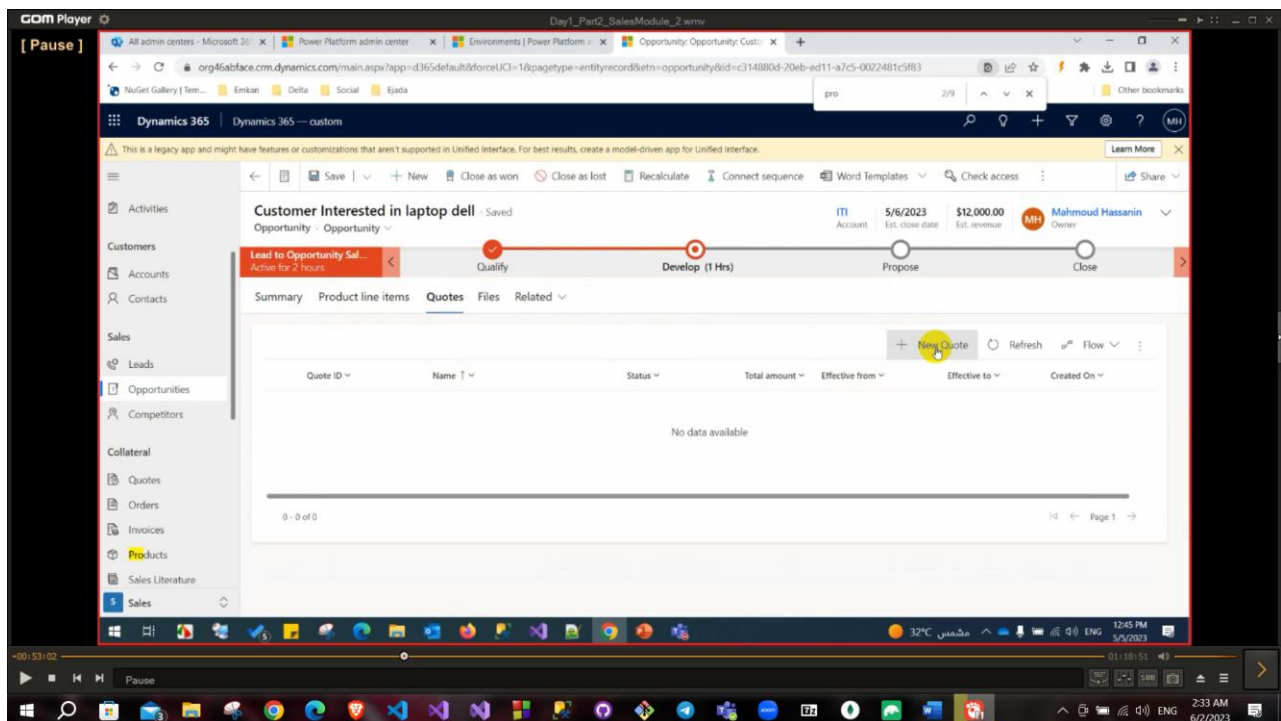 GOM Player
Day1_Part2_SalesModule_2.wmv
[ Pause ]
All admin centers - Microsoft 36
Power Platform admin center
Environments | Power Platform a
Opportunity: Opportunity: Custo
org46abface.crm.dynamics.com/main.aspx?app=d365default&forceUCI=1&pagetype=entityrecord&etn=opportunity&id=c314880d-20eb-ed11-a7c5-0022481c5f83
NuGet Gallery | Tem...
Emkan
Delta
Social
Ejada
pro
2/9
Other bookmarks
Dynamics 365
Dynamics 365 — custom
MH
This is a legacy app and might have features or customizations that aren't supported in Unified Interface. For best results, create a model-driven app for Unified Interface.
Learn More
Save
New
Close as won
Close as lost
Recalculate
Connect sequence
Word Templates
Check access
Share
Activities
Customers
Accounts
Contacts
Sales
Leads
Opportunities
Competitors
Collateral
Quotes
Orders
Invoices
Products
Sales Literature
S Sales
Customer Interested in laptop dell - Saved
Opportunity · Opportunity
ITI
Account
5/6/2023
Est. close date
$12,000.00
Est. revenue
MH
Mahmoud Hassanin
Owner
Lead to Opportunity Sal...
Active for 2 hours
Qualify
Develop (1 Hrs)
Propose
Close
Summary
Product line items
Quotes
Files
Related
New Quote
Refresh
Flow
Quote ID
Name
Status
Total amount
Effective from
Effective to
Created On
No data available
0 - 0 of 0
Page 1
32°C مشمس
ENG
12:45 PM
5/5/2023
-00:53:02
01:18:51
Pause
360°
SUB
ENG
2:33 AM
6/2/2023